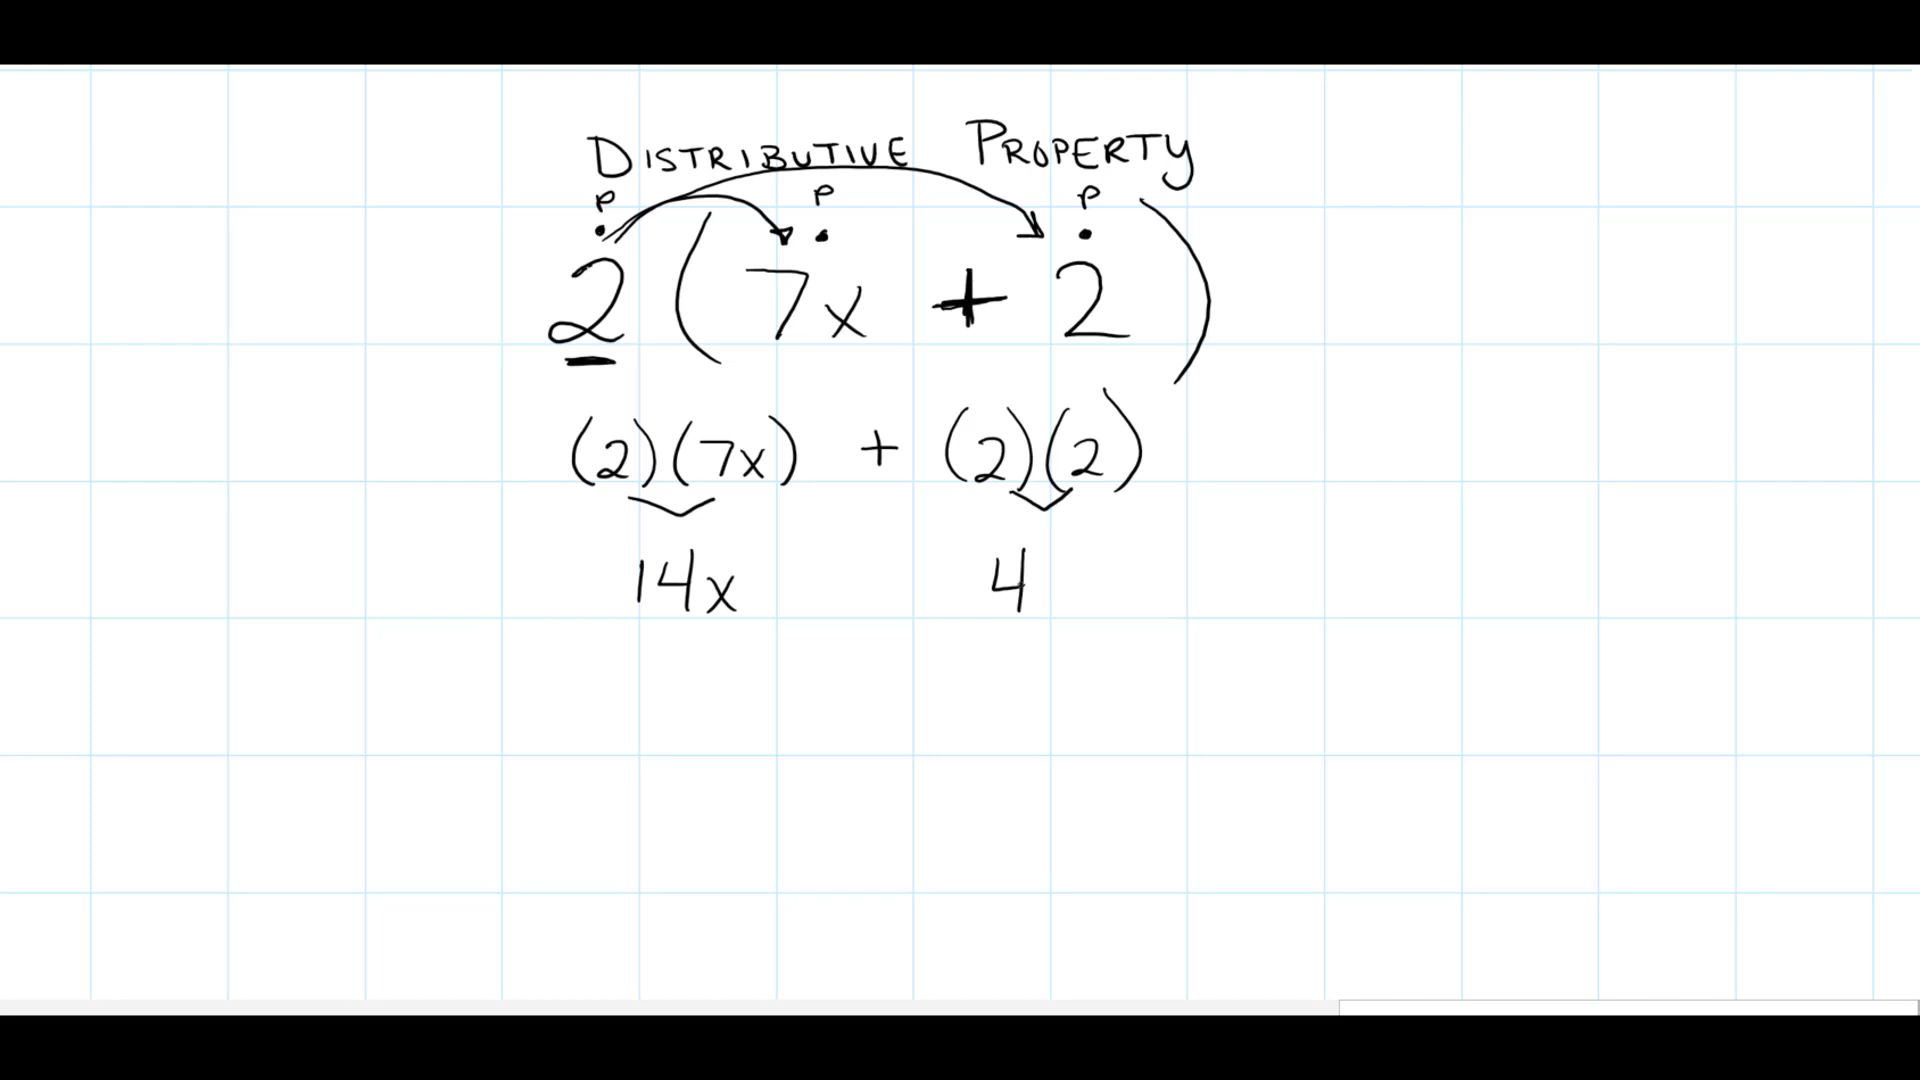 DISTRIBUTIVE PROPERTY
P P P
2 (7x + 2)
(2)(7x) + (2)(2)
14x 4